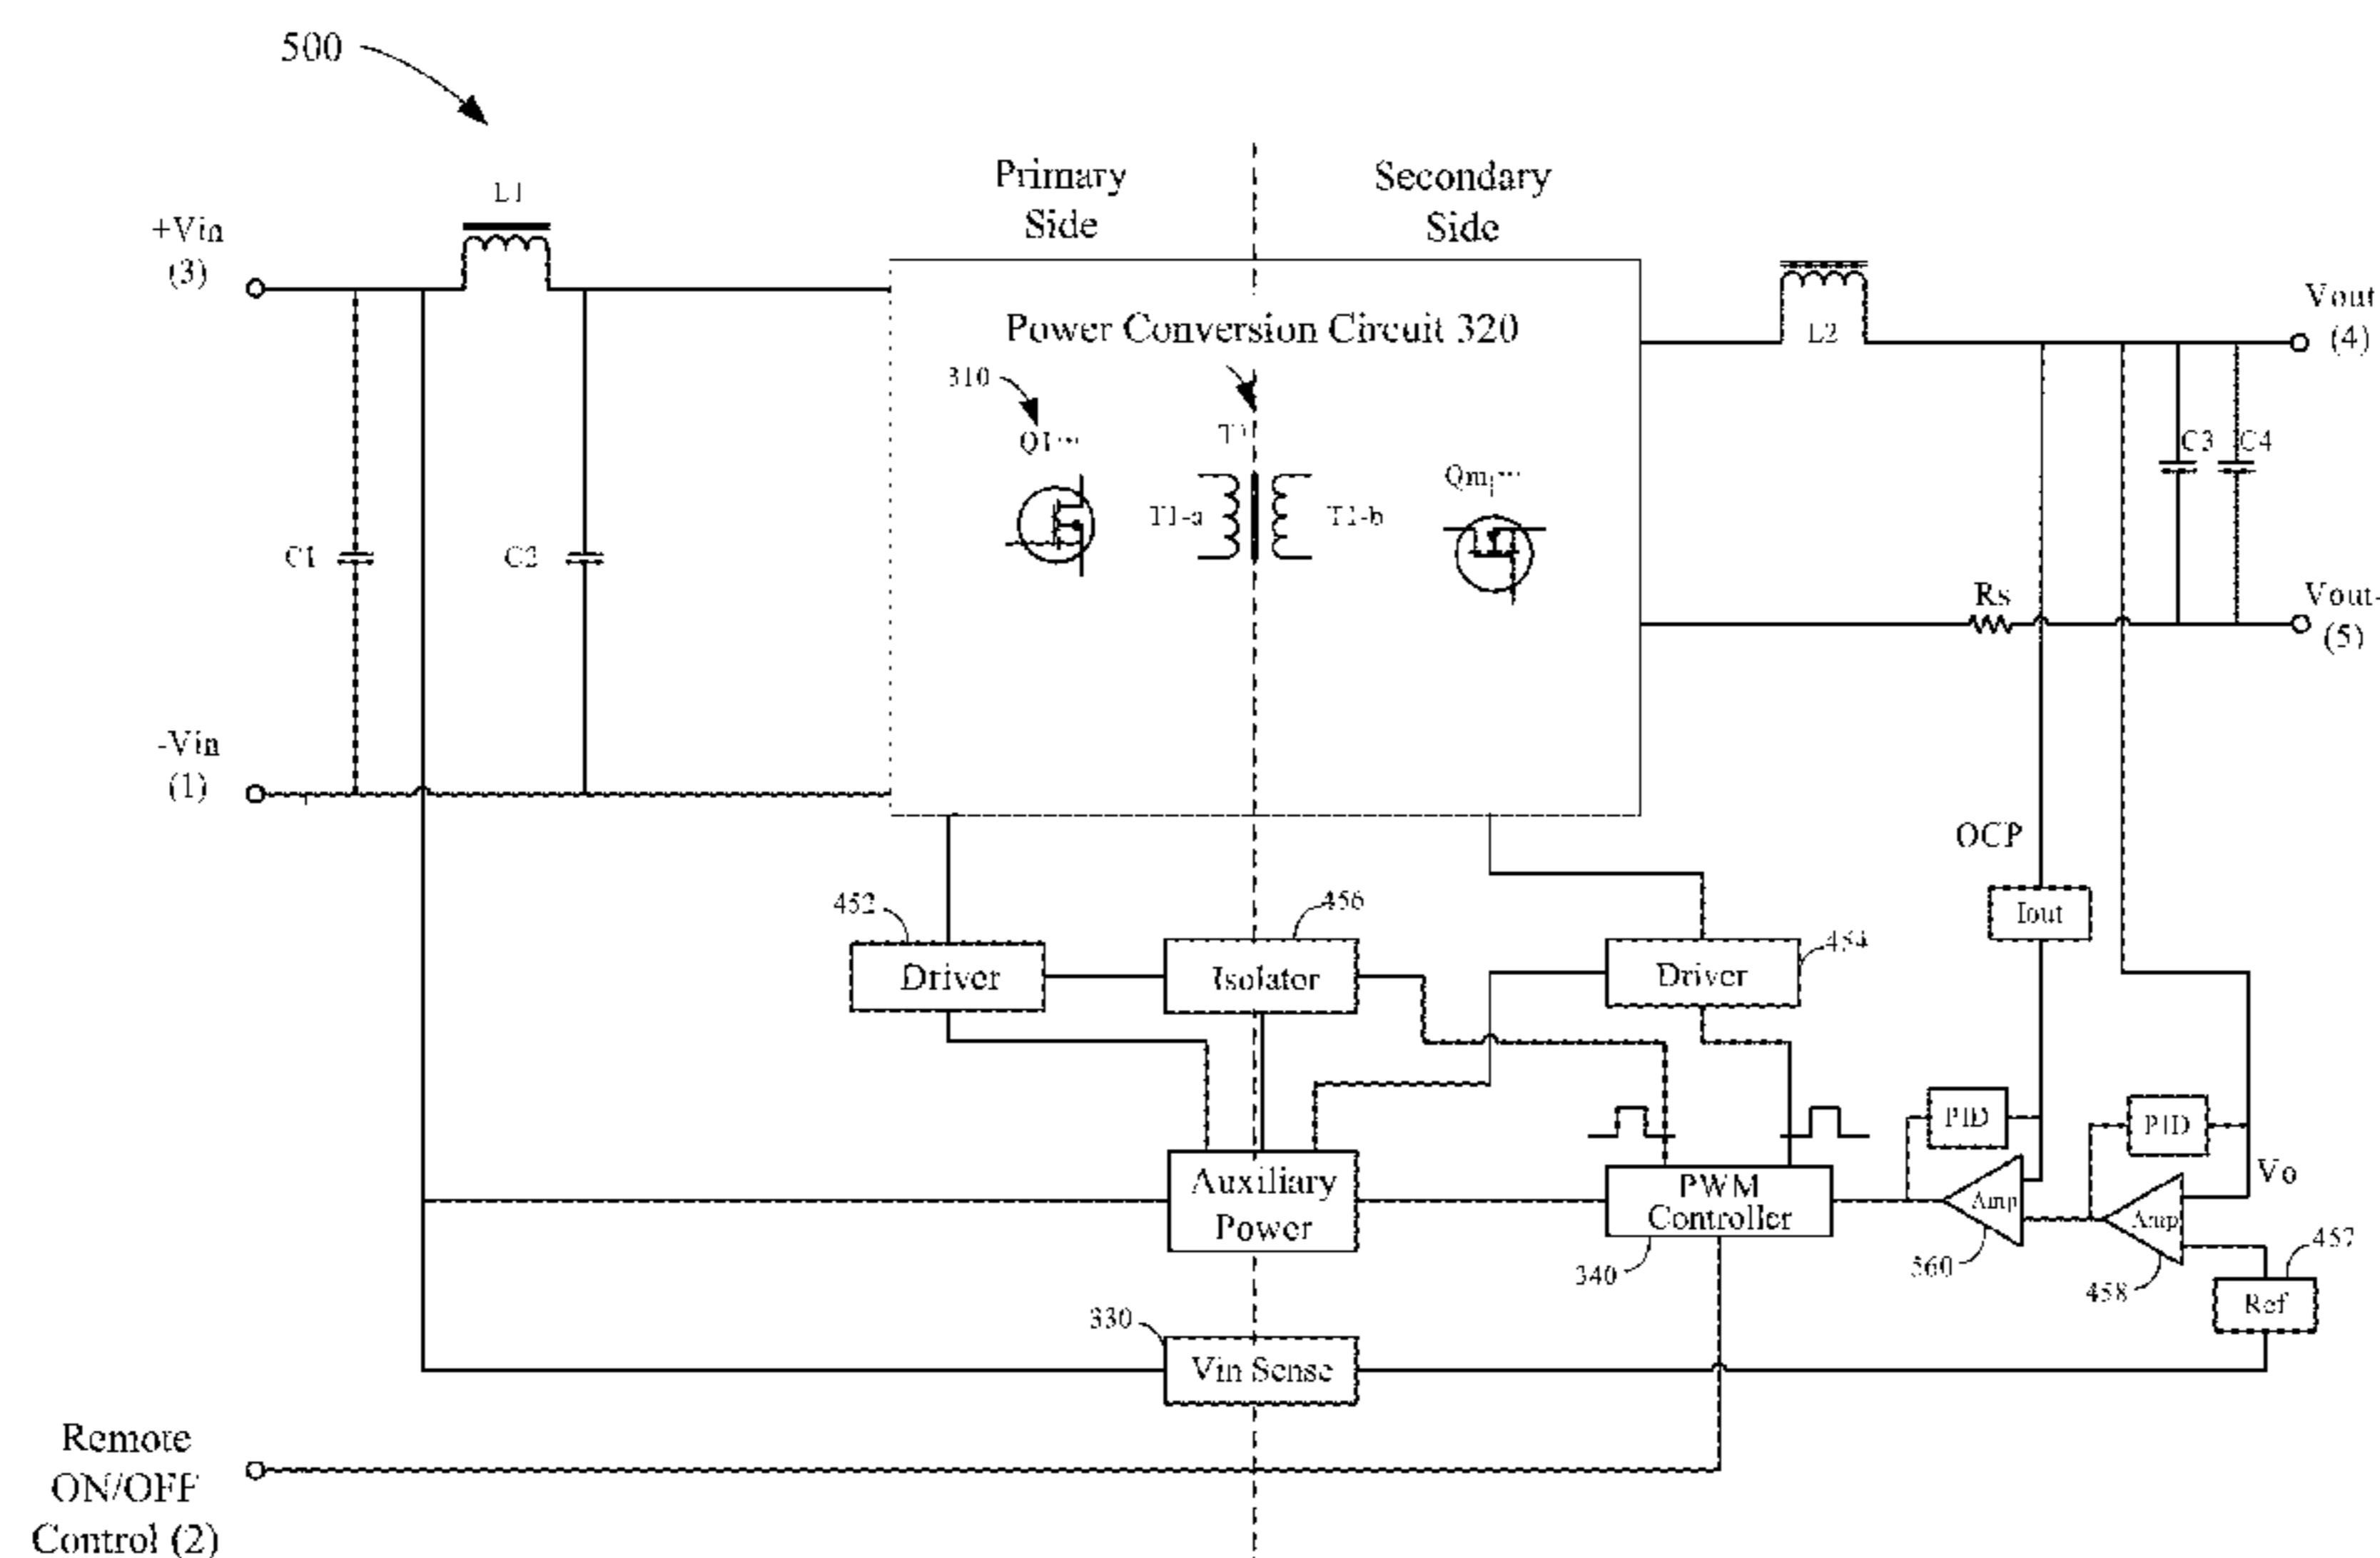 500
Primary
Side
Secondary
Side
L1
+Vin
(3)
Power Conversion Circuit 320
L2
Vout
(4)
310
Q1...
T1
Qm...
C3
C4
T1-a
T1-b
C1
C2
Rs
Vout-
(5)
-Vin
(1)
OCP
Iout
452
456
454
Driver
Isolator
Driver
PID
PID
Auxiliary
Power
PWM
Controller
Amp
Amp
Vo
340
560
458
457
Ref
330
Vin Sense
Remote
ON/OFF
Control (2)